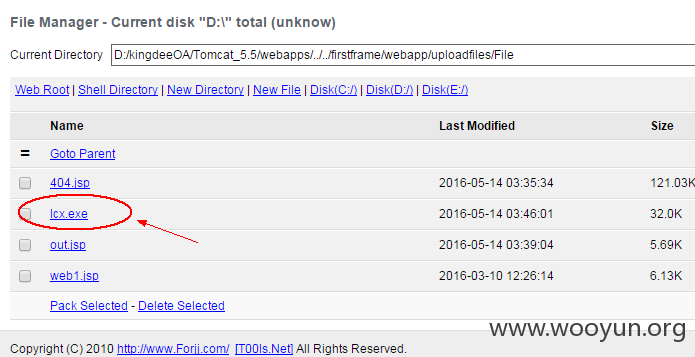 File Manager - Current disk "D:\" total (unknow)
Current Directory D:/kingdeeOA/Tomcat_5.5/webapps/../../firstframe/webapp/uploadfiles/File
Web Root | Shell Directory | New Directory | New File | Disk(C:/) | Disk(D:/) | Disk(E:/)
Name Last Modified Size
= Goto Parent
404.jsp 2016-05-14 03:35:34 121.03K
lcx.exe 2016-05-14 03:46:01 32.0K
out.jsp 2016-05-14 03:39:04 5.69K
web1.jsp 2016-03-10 12:26:14 6.13K
Pack Selected - Delete Selected
www.wooyun.org
Copyright (C) 2010 http://www.Forjj.com/ [T00ls.Net] All Rights Reserved.